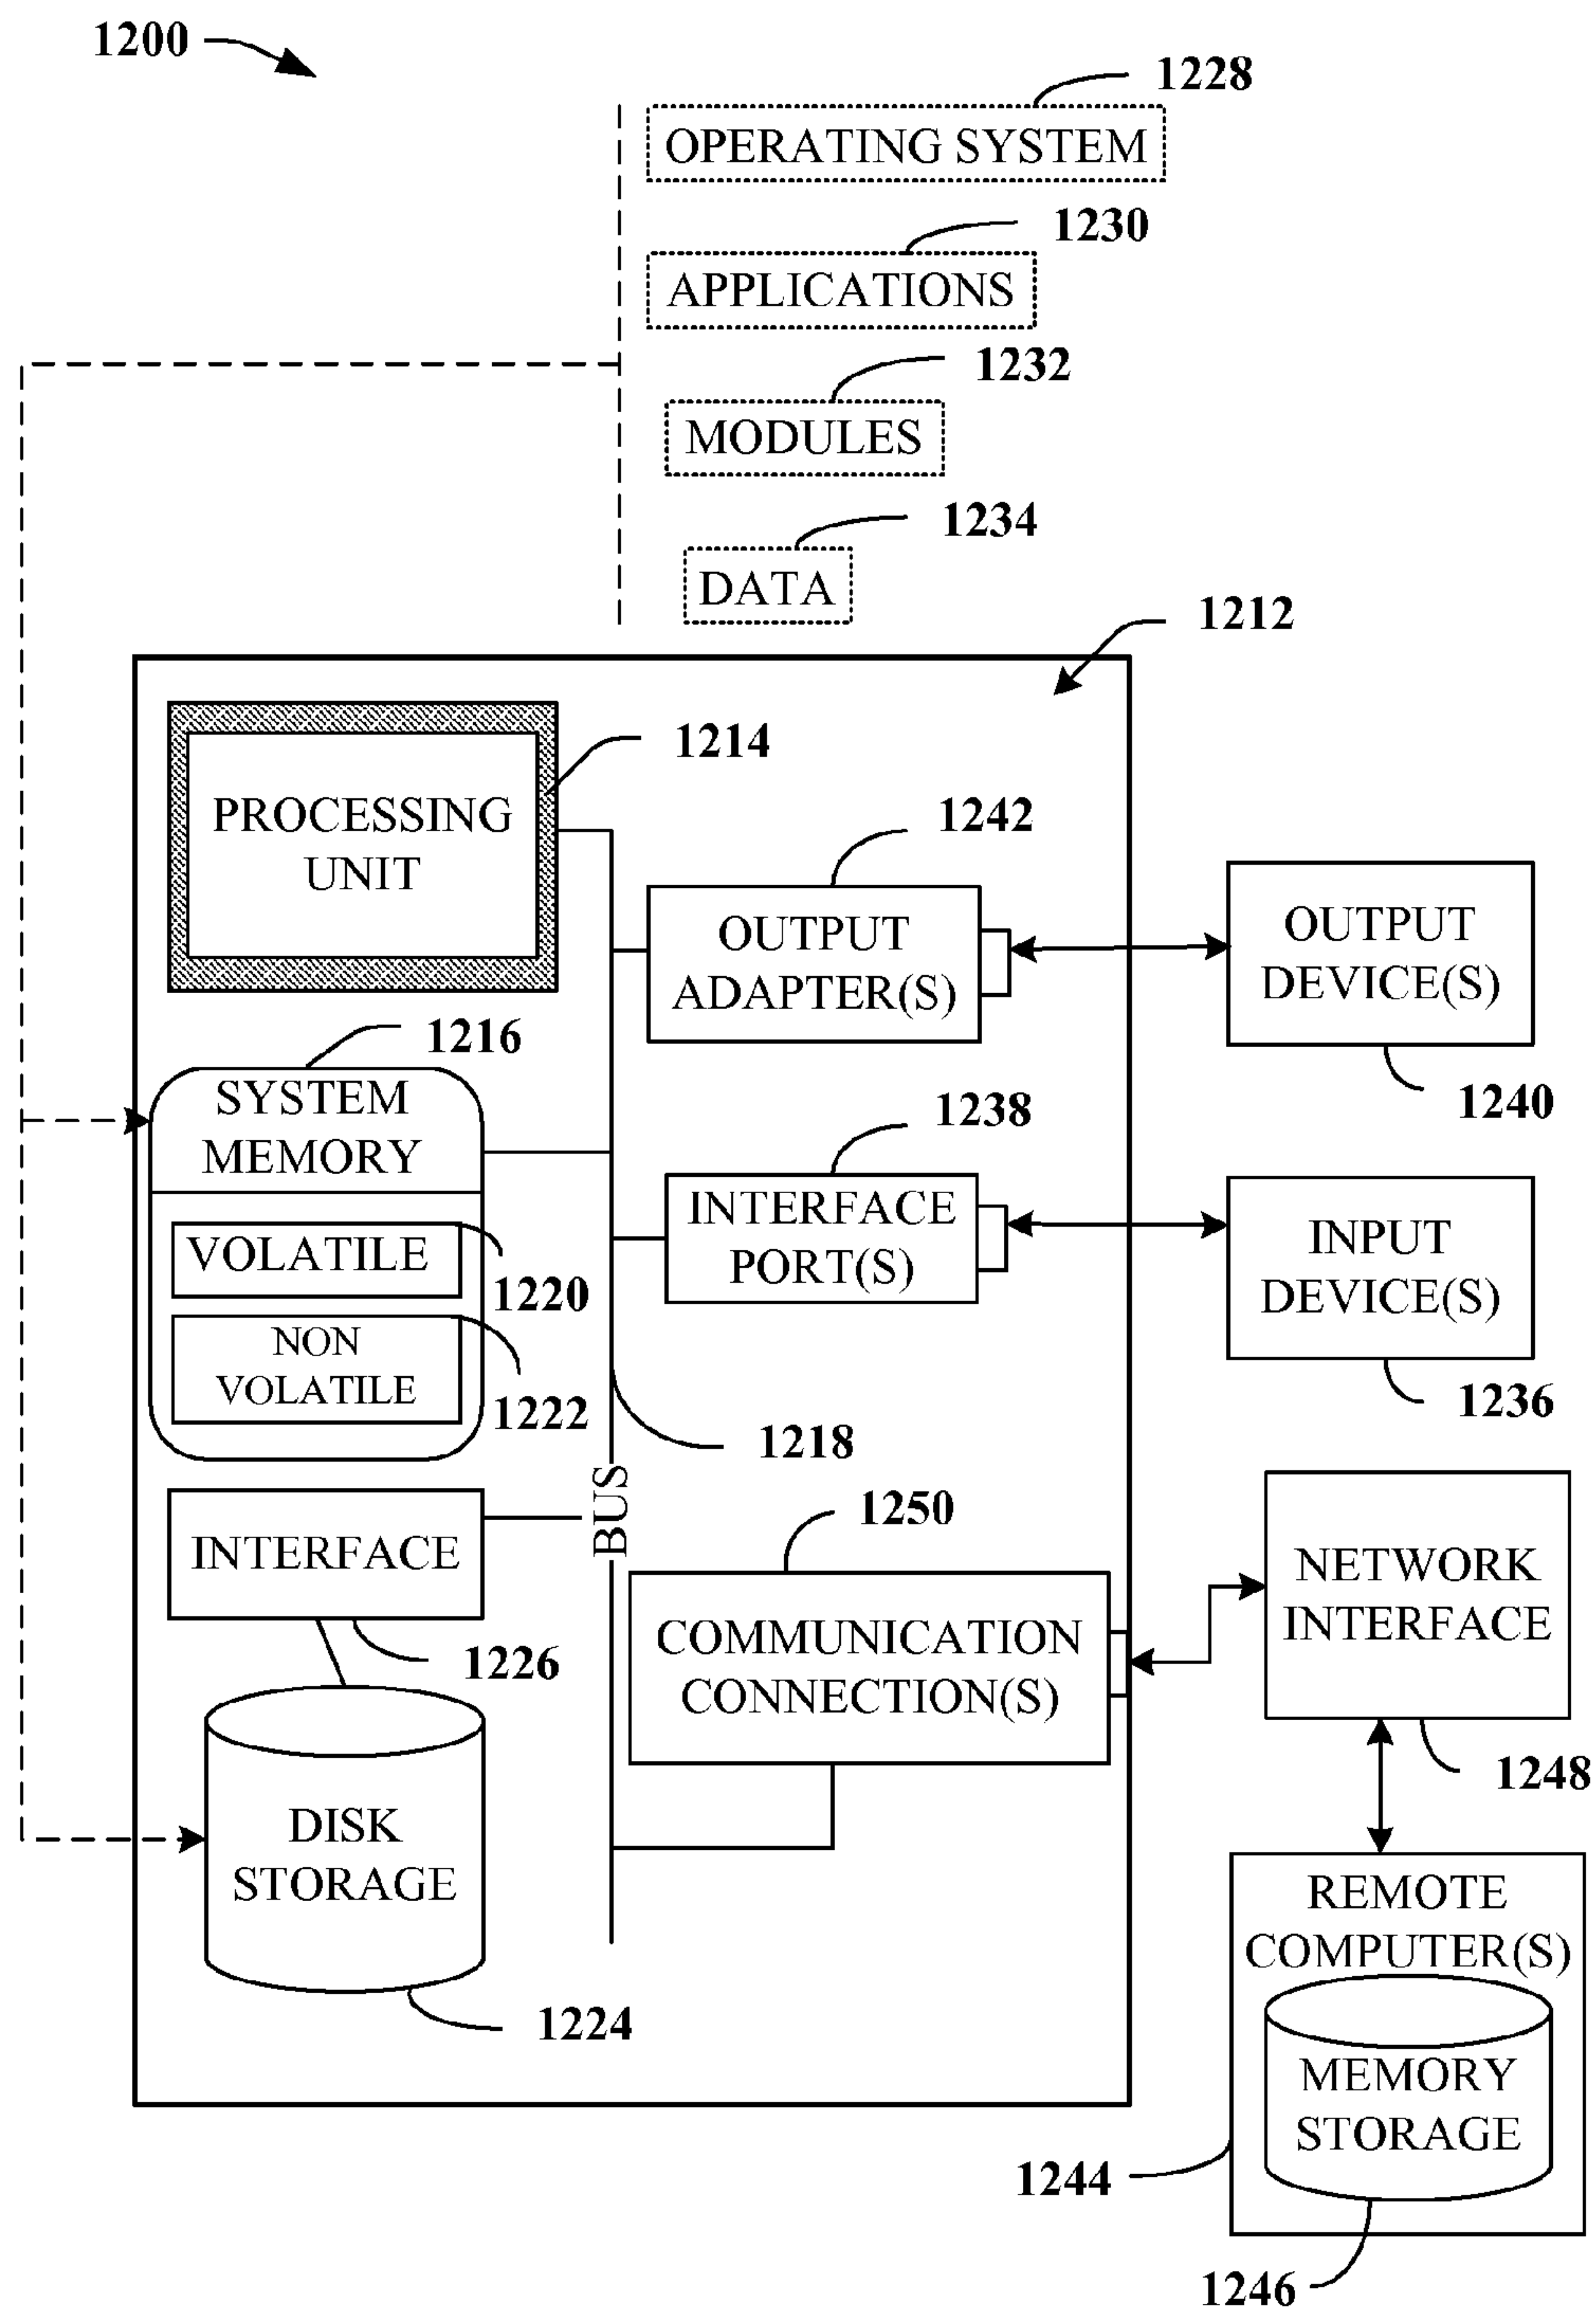 1200
1228
OPERATING SYSTEM
1230
APPLICATIONS
1232
MODULES
1234
DATA
1212
1214
PROCESSING
UNIT
1242
OUTPUT
ADAPTER(S)
OUTPUT
DEVICE(S)
1240
1216
SYSTEM
MEMORY
1238
INTERFACE
PORT(S)
INPUT
DEVICE(S)
1236
VOLATILE
1220
NON
VOLATILE
1222
1218
BUS
INTERFACE
1226
1250
COMMUNICATION
CONNECTION(S)
NETWORK
INTERFACE
1248
DISK
STORAGE
1224
REMOTE
COMPUTER(S)
MEMORY
STORAGE
1244
1246